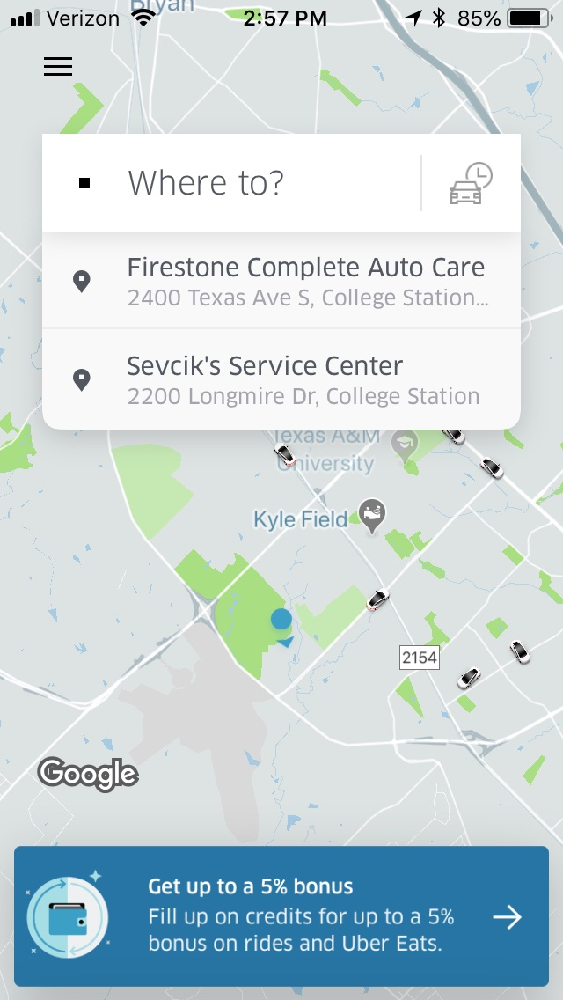 Bryan
Verizon
2:57 PM
85%
Where to?
Firestone Complete Auto Care
2400 Texas Ave S, College Station...
Sevcik's Service Center
2200 Longmire Dr, College Station
Texas A&M
University
Kyle Field
2154
Google
Get up to a 5% bonus
Fill up on credits for up to a 5%
bonus on rides and Uber Eats.